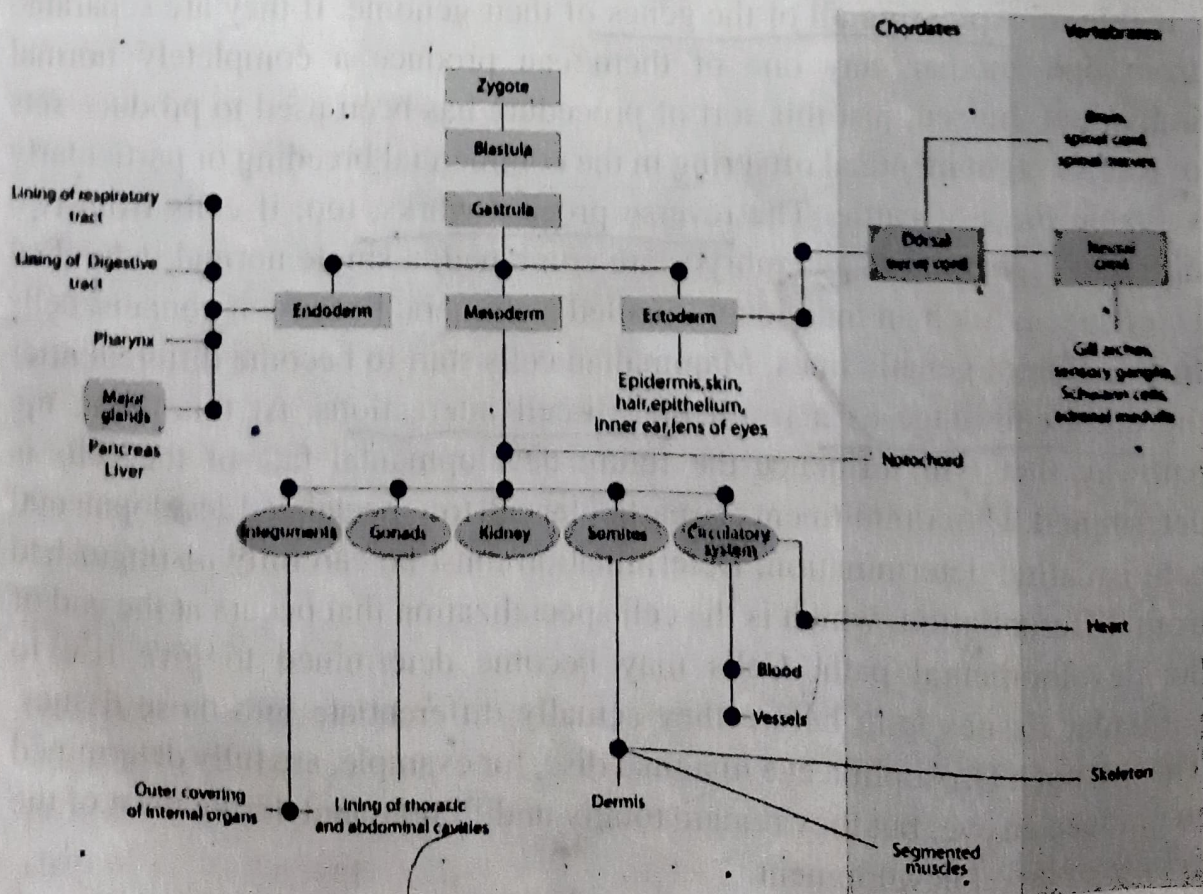 Chordates
Vertebrates
Zygote
Blastula
Gastrula
Brain,
spinal cord
spinal nerves
Lining of respiratory
tract
Lining of Digestive
tract
Pharynx
Major
glands
Pancreas
Liver
Endoderm
Mesoderm
Ectoderm
Dorsal
nerve cord
Neural
crest
Epidermis,skin,
hair,epithelium,
inner ear,lens of eyes
Gill arches,
sensory ganglia,
Schwann cells,
adrenal medulla
Notochord
Integuments
Gonads
Kidney
Somites
Circulatory
system
Heart
Blood
Vessels
Skeleton
Outer covering
of internal organs
Lining of thoracic
and abdominal cavities
Dermis
Segmented
muscles